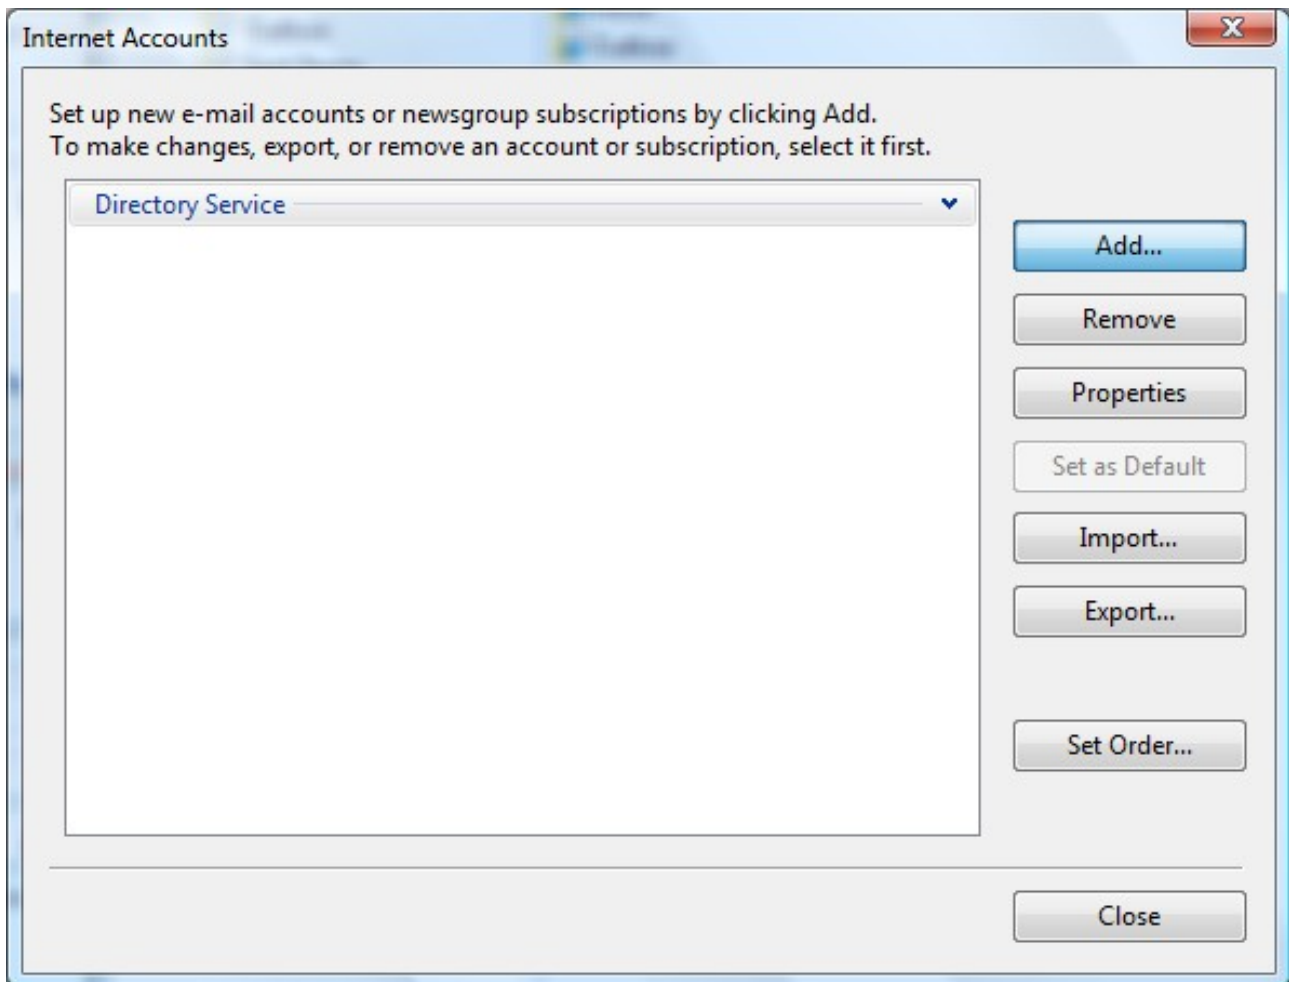 Internet Accounts
Set up new e-mail accounts or newsgroup subscriptions by clicking Add.
To make changes, export, or remove an account or subscription, select it first.
Directory Service
Add...
Remove
Properties
Set as Default
Import...
Export...
Set Order...
Close